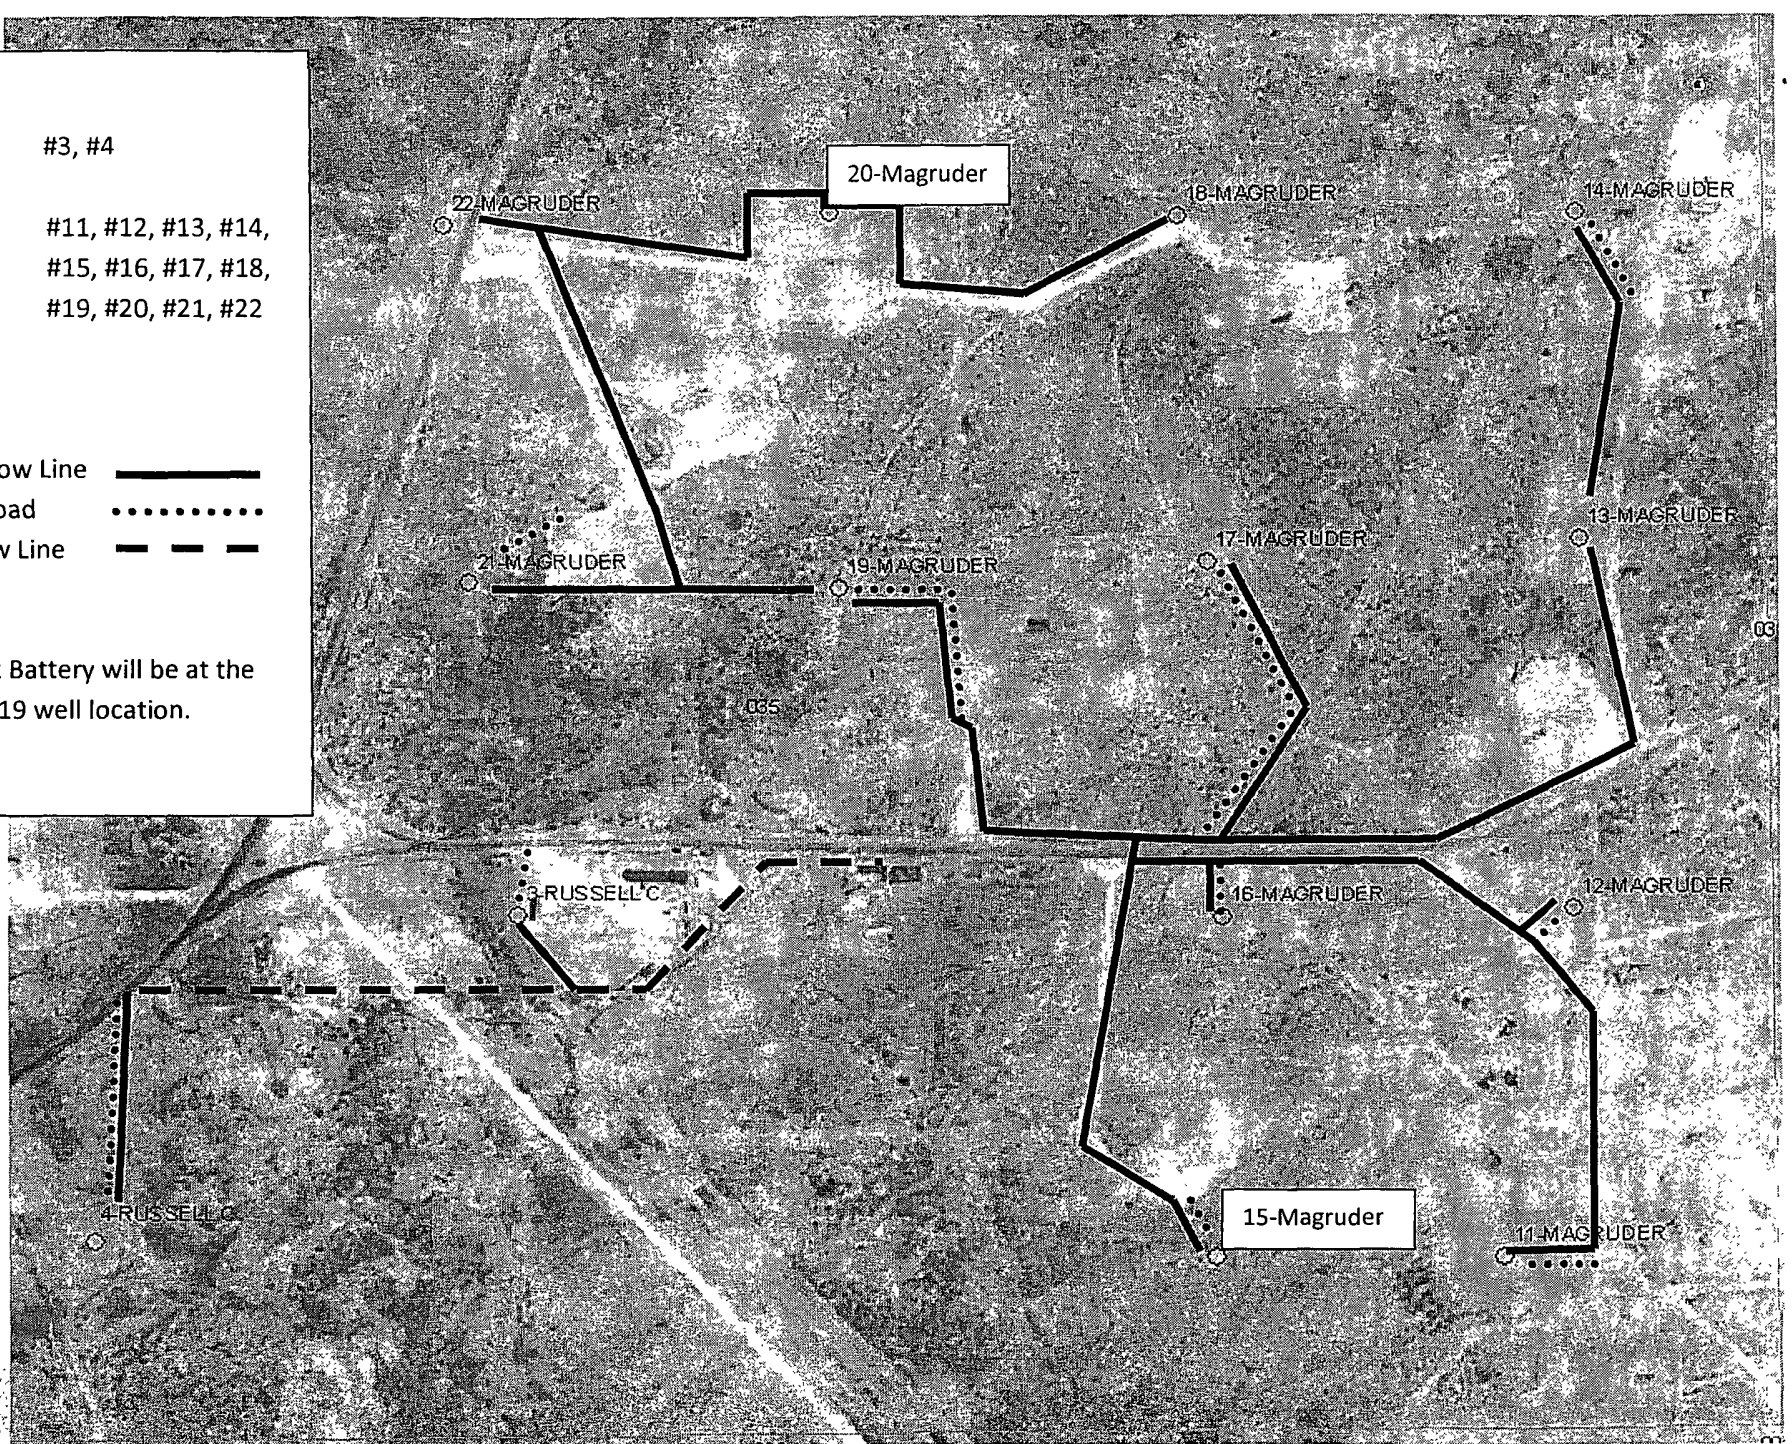 #3, #4
#11, #12, #13, #14,
#15, #16, #17, #18,
#19, #20, #21, #22
ow Line
oad
w Line
Battery will be at the
19 well location.
20-Magruder
22-MAGRUDER
18-MAGRUDER
14-MAGRUDER
13-MAGRUDER
17-MAGRUDER
21-MAGRUDER
19-MAGRUDER
03
035
3-RUSSELL C
16-MAGRUDER
12-MAGRUDER
4-RUSSELL C
15-Magruder
11-MAGRUDER